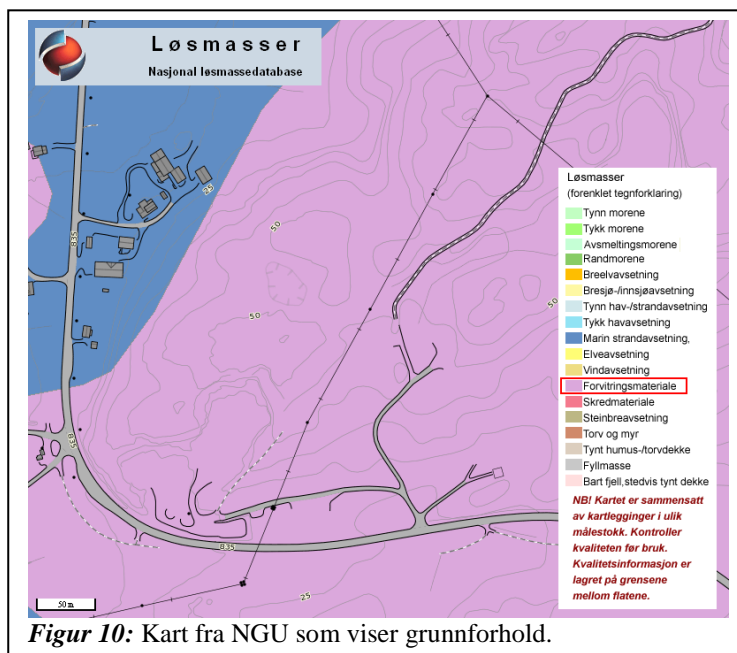 Løsmasser
Nasjonal løsmassedatabase
50
25
835
50
50
835
835
25
50 m
Løsmasser
(forenklet tegnforklaring)
Tynn morene
Tykk morene
Avsmeltingsmorene
Randmorene
Breelvavsetning
Bresjø-/innsjøavsetning
Tynn hav-/strandavsetning
Tykk havavsetning
Marin strandavsetning,
Elveavsetning
Vindavsetning
Forvitringsmateriale
Skredmateriale
Steinbreavsetning
Torv og myr
Tynt humus-/torvdekke
Fyllmasse
Bart fjell,stedvis tynt dekke
NB! Kartet er sammensatt
av kartlegginger i ulik
målestokk. Kontroller
kvaliteten før bruk.
Kvalitetsinformasjon er
lagret på grensene
mellom flatene.
Figur 10: Kart fra NGU som viser grunnforhold.